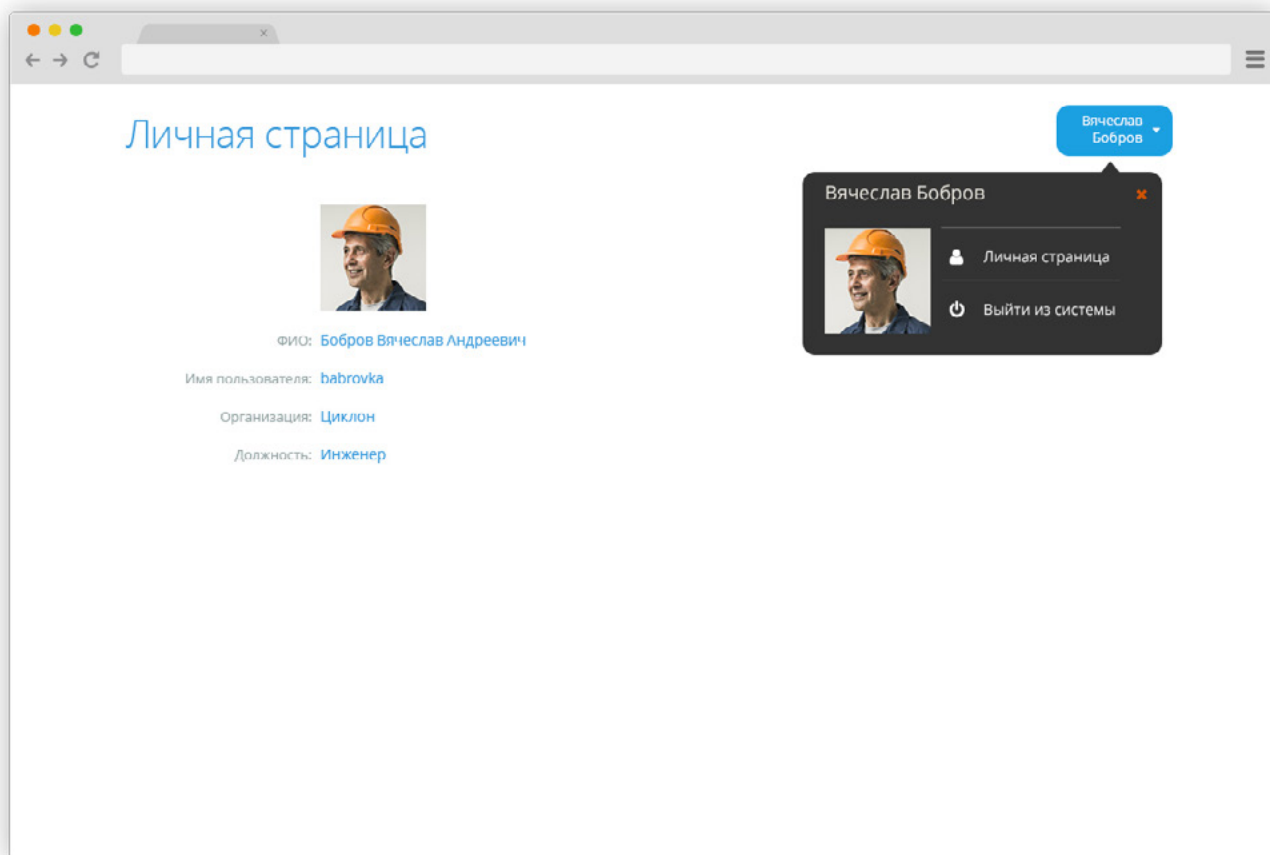 Личная страница
Вячеслав
Бобров
Вячеслав Бобров
Личная страница
Выйти из системы
ФИО: Бобров Вячеслав Андреевич
Имя пользователя: babrovka
Организация: Циклон
Должность: Инженер